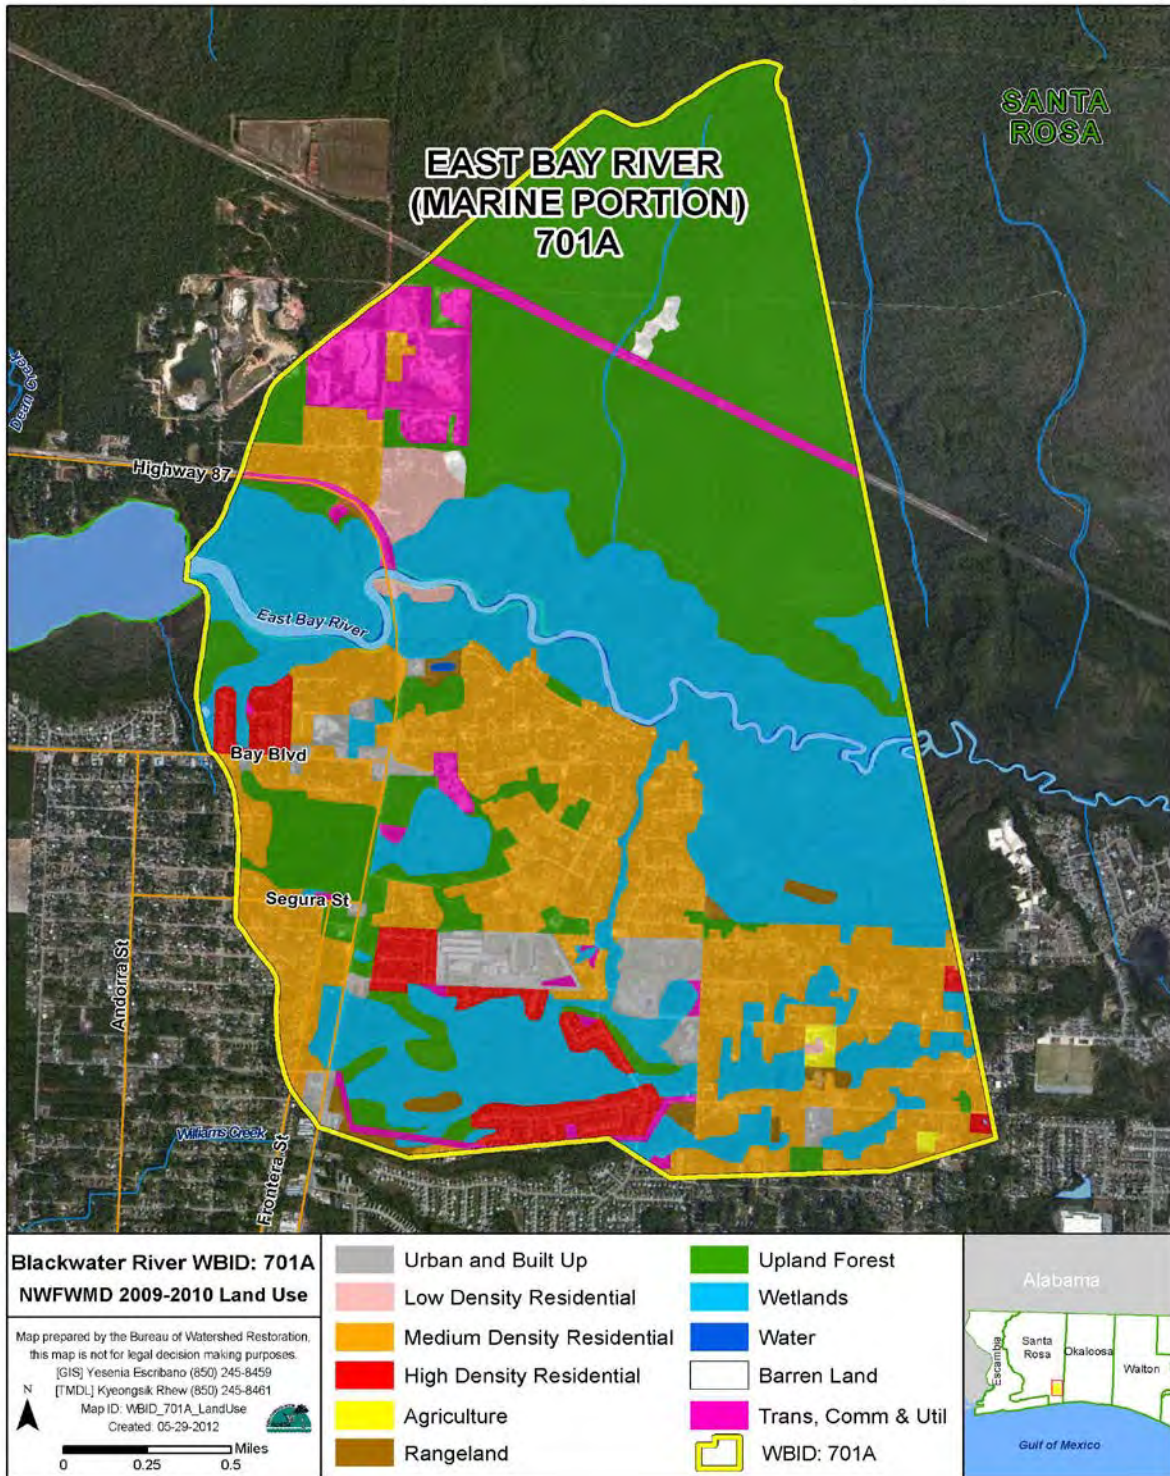 SANTA
ROSA
EAST BAY RIVER
(MARINE PORTION)
701A
Dean Creek
Highway 87
East Bay River
Bay Blvd
Segura St
Andorra St
Williams Creek
Frontera St
Blackwater River WBID: 701A
NWFWMD 2009-2010 Land Use
Map prepared by the Bureau of Watershed Restoration,
this map is not for legal decision making purposes.
[GIS] Yesenia Escribano (850) 245-8459
[TMDL] Kyeongsik Rhew (850) 245-8461
Map ID: WBID_701A_LandUse
Created: 05-29-2012
N
Miles
0 0.25 0.5
Urban and Built Up
Low Density Residential
Medium Density Residential
High Density Residential
Agriculture
Rangeland
Upland Forest
Wetlands
Water
Barren Land
Trans, Comm & Util
WBID: 701A
Alabama
Escambia
Santa
Rosa
Okaloosa
Walton
Gulf of Mexico